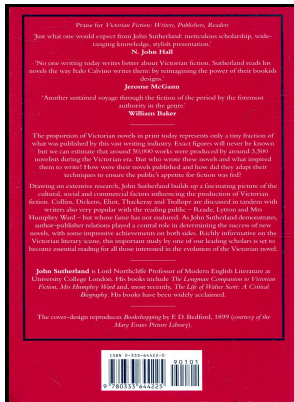 Praise for Victorian Fiction: Writers, Publishers, Readers
'Just what one would expect from John Sutherland: meticulous scholarship, wide-
ranging knowledge, stylish presentation.'
N. John Hall
'No one writing today writes better about Victorian fiction. Sutherland reads his
novels the way Italo Calvino writes them: by reimagining the power of their bookish
designs.'
Jerome McGann
'Another sustained voyage through the fiction of the period by the foremost
authority in the genre.'
William Baker
The proportion of Victorian novels in print today represents only a tiny fraction of
what was published by this vast writing industry. Exact figures will never be known
but we can estimate that around 50,000 works were produced by around 3,500
novelists during the Victorian era. But who wrote these novels and what inspired
them to write? How were their novels published and how did they adapt their
techniques to ensure the public's appetite for fiction was fed?
Drawing on extensive research, John Sutherland builds up a fascinating picture of the
cultural, social and commercial factors influencing the production of Victorian
fiction. Collins, Dickens, Eliot, Thackeray and Trollope are discussed in tandem with
writers also very popular with the reading public – Reade, Lytton and Mrs
Humphry Ward – but whose fame has not endured. As John Sutherland demonstrates,
author-publisher relations played a central role in determining the success of new
novels, with some impressive achievements on both sides. Richly informative on the
Victorian literary scene, this important study by one of our leading scholars is set to
become essential reading for all those interested in the evolution of the Victorian novel.
John Sutherland is Lord Northcliffe Professor of Modern English Literature at
University College London. His books include The Longman Companion to Victorian
Fiction, Mrs Humphry Ward and, most recently, The Life of Walter Scott: A Critical
Biography. His books have been widely acclaimed.
The cover-design reproduces Bookshopping by F. D. Bedford, 1899 (courtesy of the
Mary Evans Picture Library).
ISBN 0-333-64422-0
90101
9 780333 644225